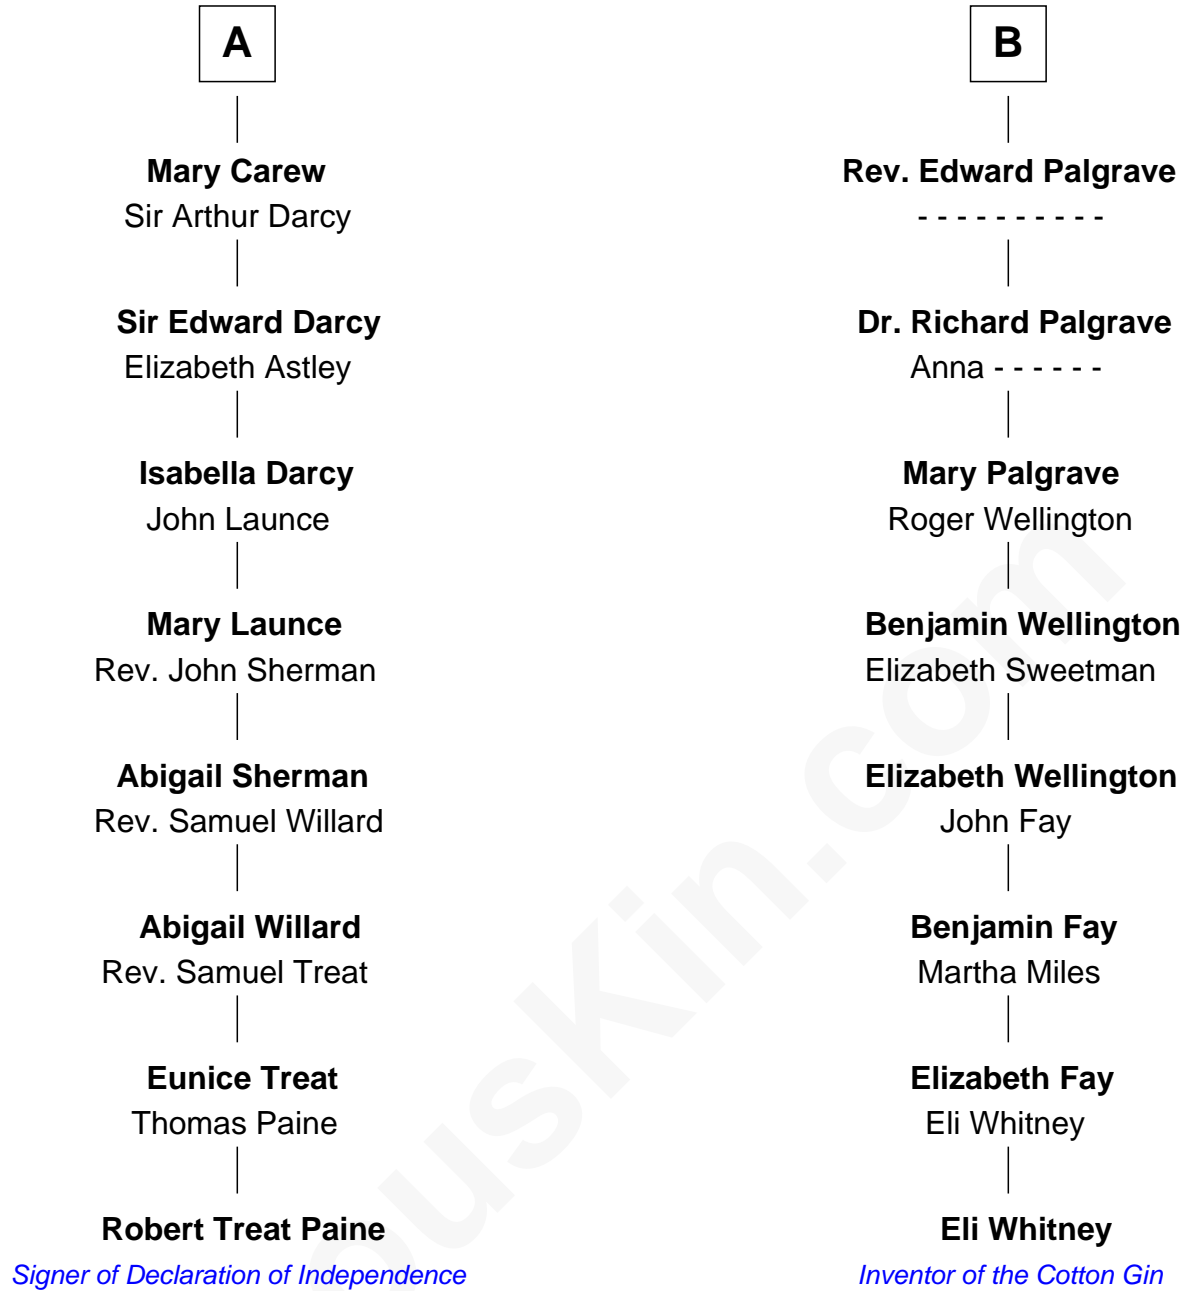 A
B
Mary Carew
Sir Arthur Darcy
Rev. Edward Palgrave
- - - - - - - - - -
Sir Edward Darcy
Elizabeth Astley
Dr. Richard Palgrave
Anna - - - - - -
Isabella Darcy
John Launce
Mary Palgrave
Roger Wellington
Mary Launce
Rev. John Sherman
Benjamin Wellington
Elizabeth Sweetman
Abigail Sherman
Rev. Samuel Willard
Elizabeth Wellington
John Fay
Abigail Willard
Rev. Samuel Treat
Benjamin Fay
Martha Miles
Eunice Treat
Thomas Paine
Elizabeth Fay
Eli Whitney
Robert Treat Paine
Signer of Declaration of Independence
Eli Whitney
Inventor of the Cotton Gin
ousKin.com